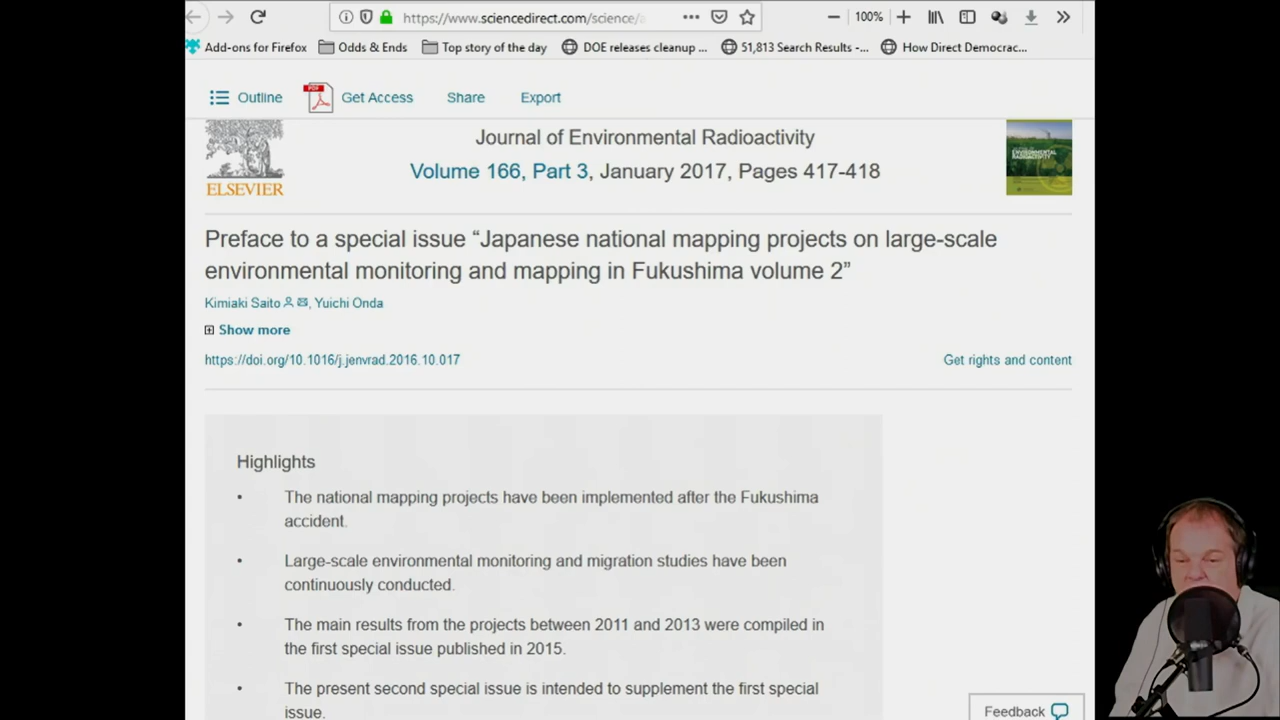 https://www.sciencedirect.com/science/a
100%
Add-ons for Firefox
Odds & Ends
Top story of the day
DOE releases cleanup ...
51,813 Search Results -...
How Direct Democrac...
Outline
PDF
Get Access
Share
Export
Journal of Environmental Radioactivity
Volume 166, Part 3, January 2017, Pages 417-418
ELSEVIER
ENVIRONMENTAL
RADIOACTIVITY
Preface to a special issue “Japanese national mapping projects on large-scale
environmental monitoring and mapping in Fukushima volume 2”
Kimiaki Saito, Yuichi Onda
Show more
https://doi.org/10.1016/j.jenvrad.2016.10.017
Get rights and content
Highlights
• The national mapping projects have been implemented after the Fukushima
accident.
• Large-scale environmental monitoring and migration studies have been
continuously conducted.
• The main results from the projects between 2011 and 2013 were compiled in
the first special issue published in 2015.
• The present second special issue is intended to supplement the first special
issue.
Feedback